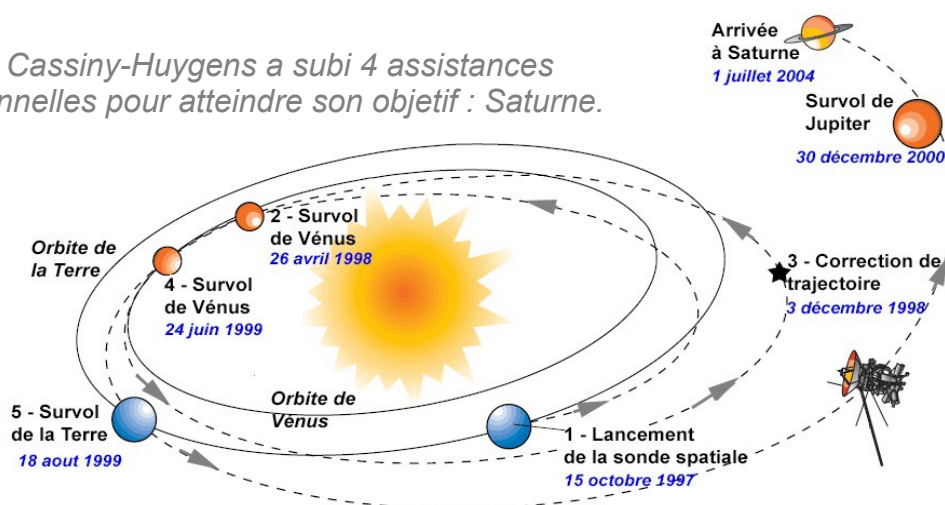 Cassiny-Huygens a subi 4 assistances
nnelles pour atteindre son objectif : Saturne.
Arrivée
à Saturne
1 juillet 2004
Survol de
Jupiter
30 décembre 2000
2 - Survol
de Vénus
26 avril 1998
Orbite de
la Terre
4 - Survol
de Vénus
24 juin 1999
3 - Correction de
trajectoire
3 décembre 1998
Orbite de
Vénus
5 - Survol
de la Terre
18 aout 1999
1 - Lancement
de la sonde spatiale
15 octobre 1997